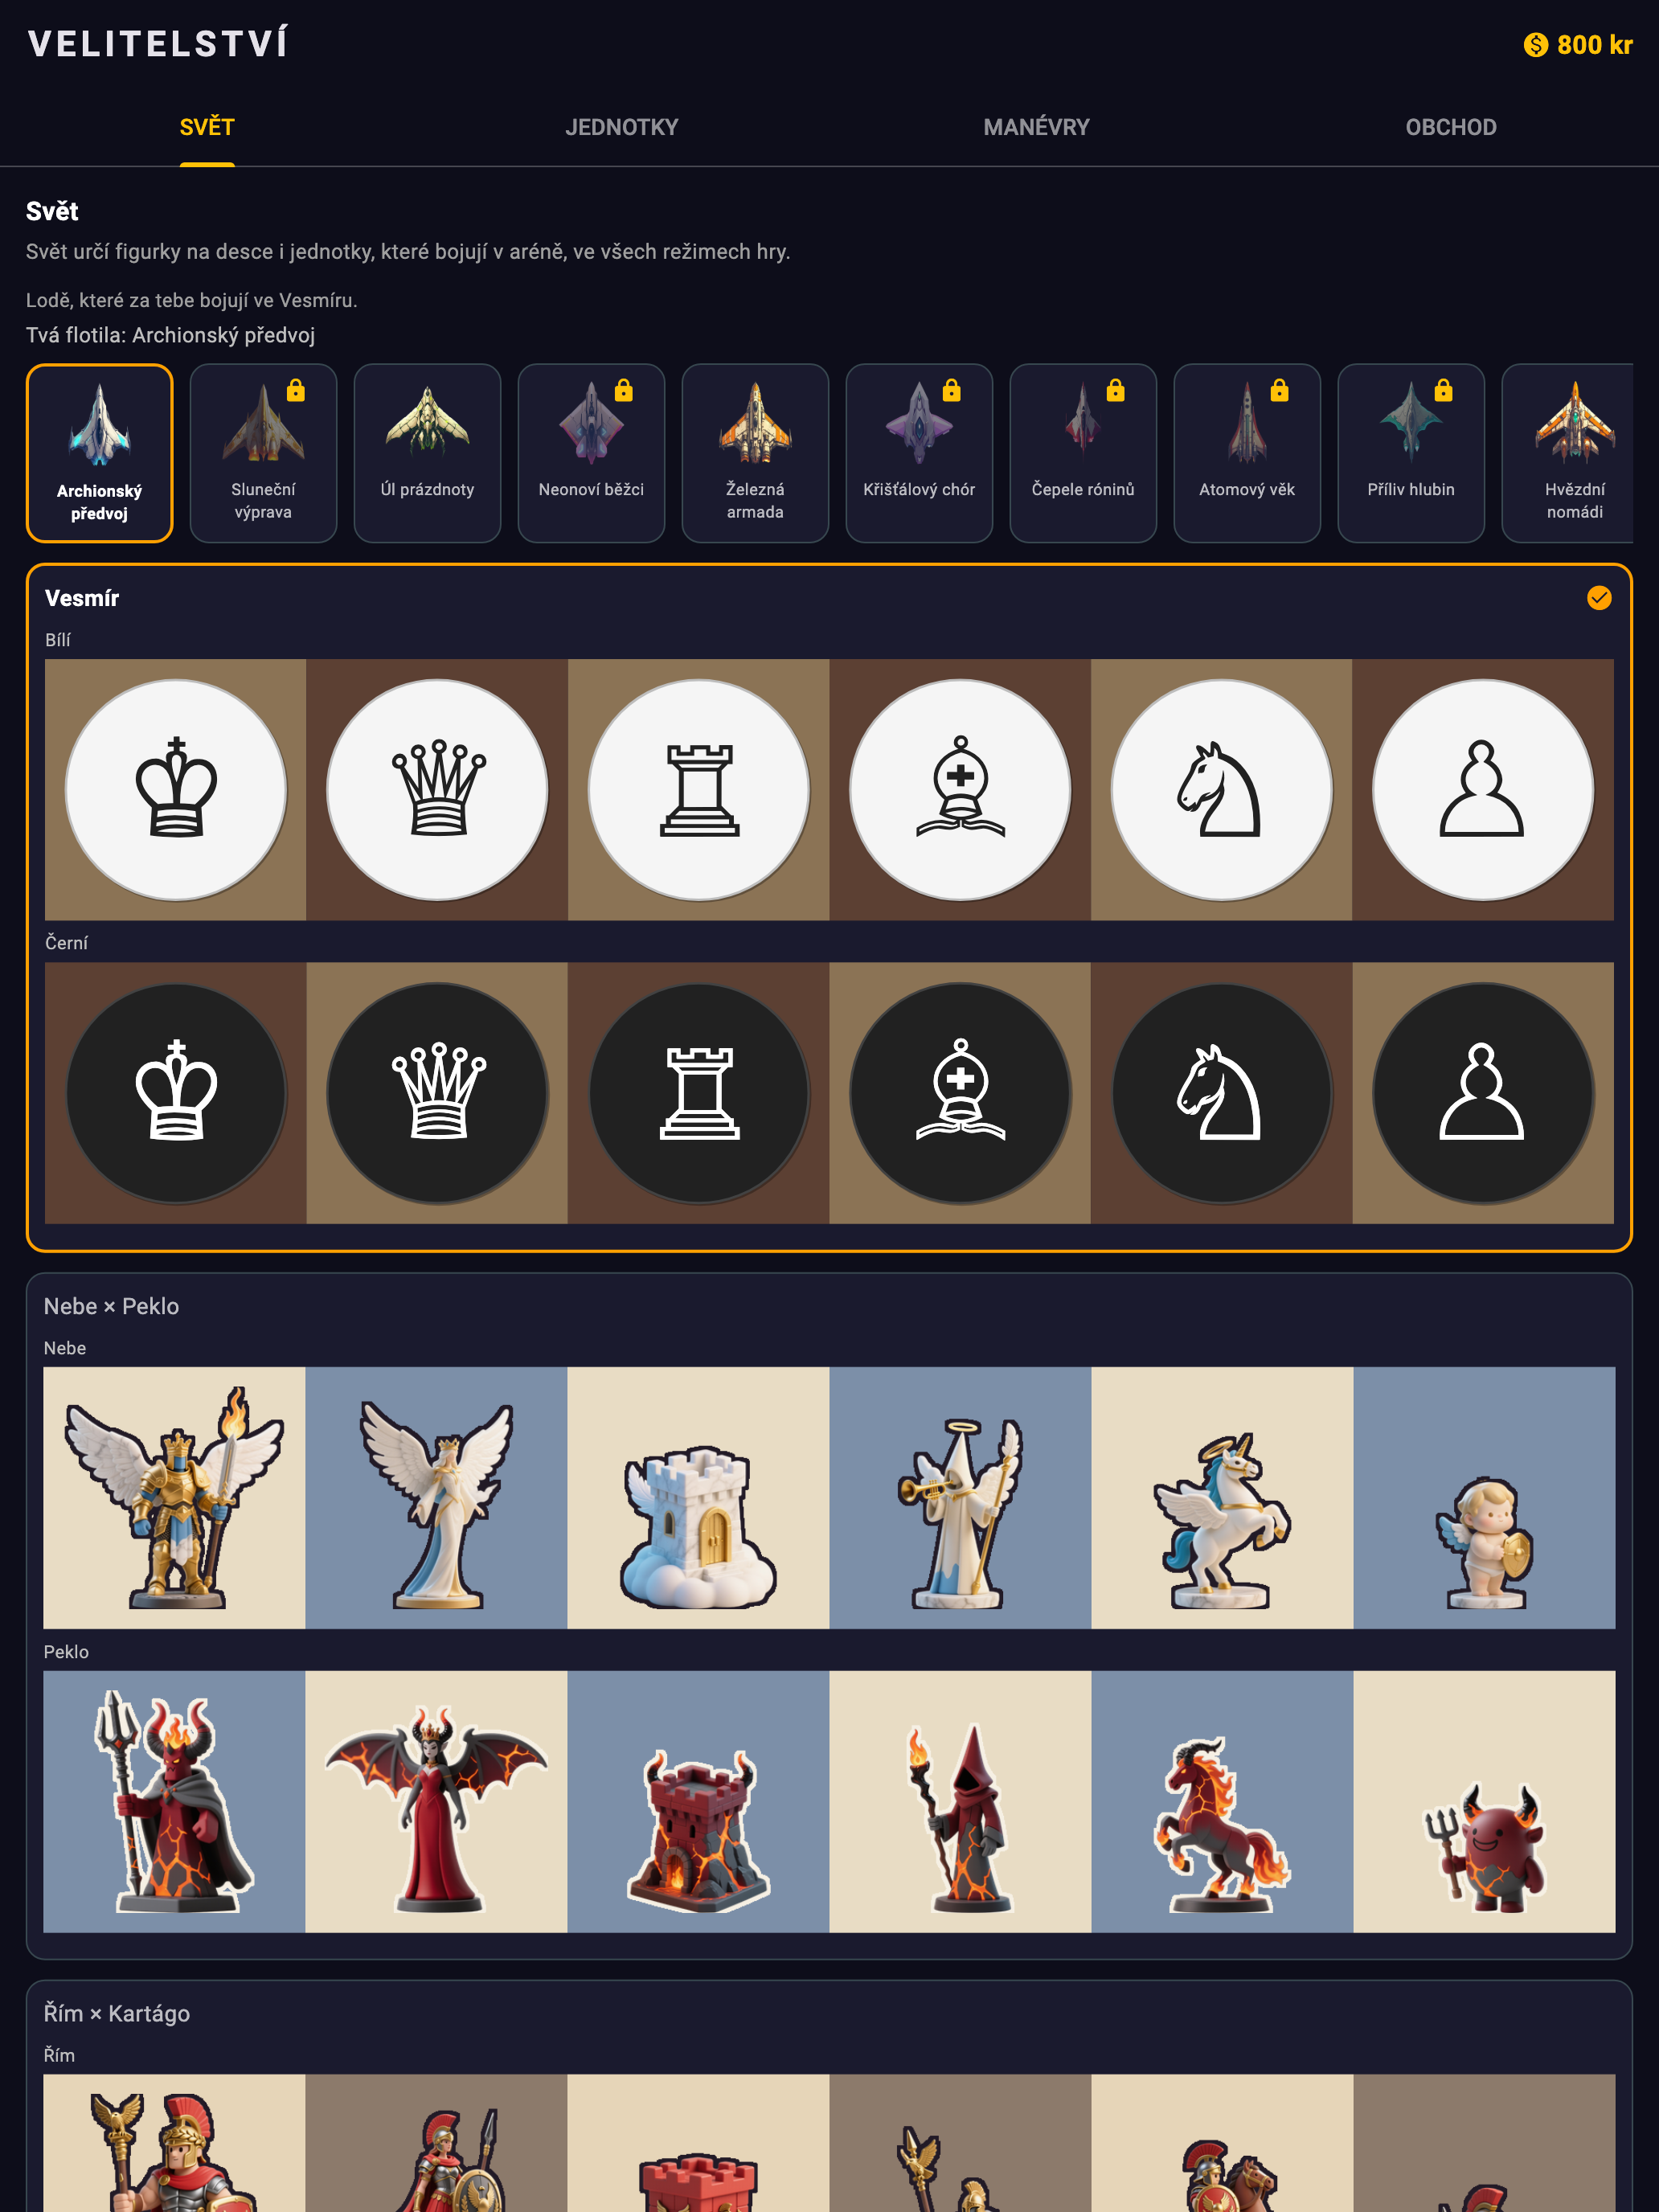 VELITELSTVÍ
800 kr
SVĚT
JEDNOTKY
MANÉVRY
OBCHOD
Svět
Svět určí figurky na desce i jednotky, které bojují v aréně, ve všech režimech hry.
Lodě, které za tebe bojují ve Vesmíru.
Tvá flotila: Archionský předvoj
Archionský
předvoj
Sluneční
výprava
Úl prázdnoty
Neonoví běžci
Železná
armada
Křišťálový chór
Čepele róninů
Atomový věk
Příliv hlubin
Hvězdní
nomádi
Vesmír
Bílí
Černí
Nebe × Peklo
Nebe
Peklo
Řím × Kartágo
Řím